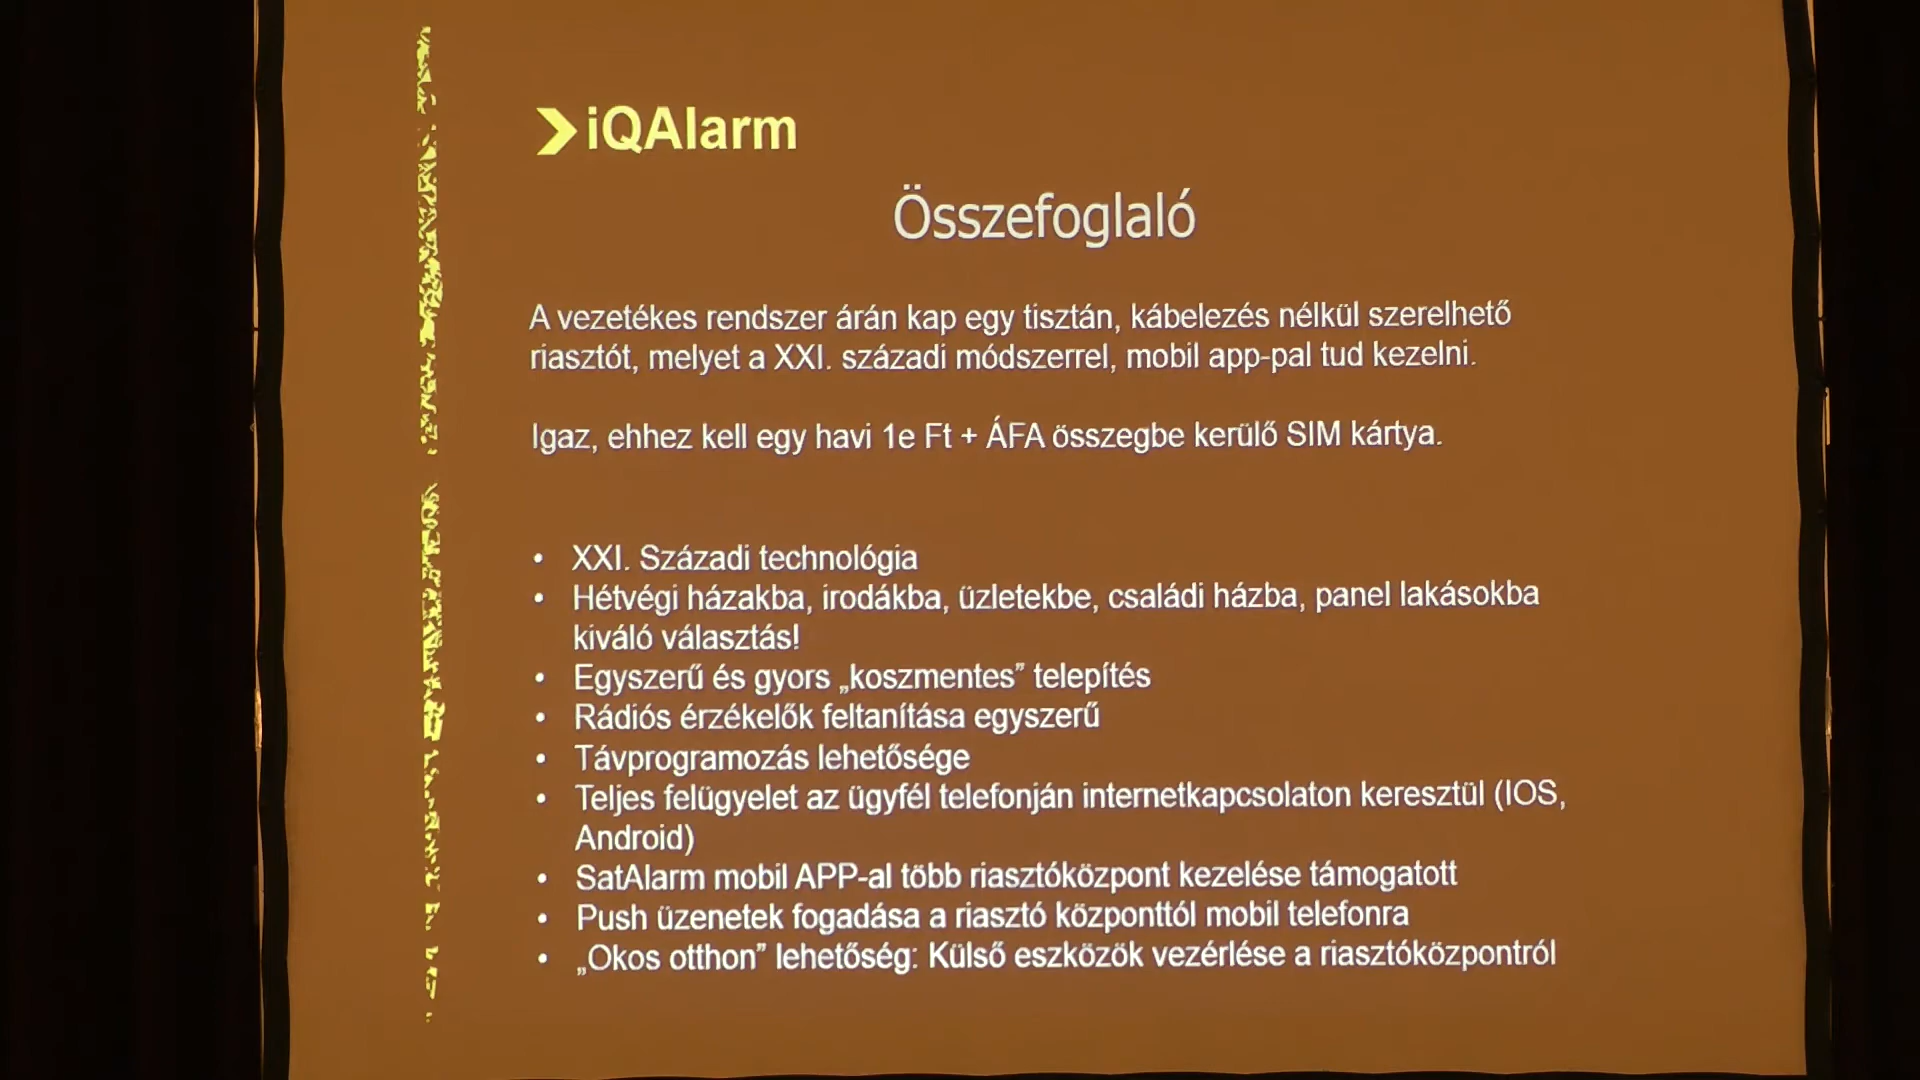 iQAlarm
Összefoglaló
A vezetékes rendszer árán kap egy tisztán, kábelezés nélkül szerelhető
riasztót, melyet a XXI. századi módszerrel, mobil app-pal tud kezelni.
Igaz, ehhez kell egy havi 1e Ft + ÁFA összegbe kerülő SIM kártya.
• XXI. Századi technológia
• Hétvégi házakba, irodákba, üzletekbe, családi házba, panel lakásokba
kiváló választás!
• Egyszerű és gyors „koszmentes” telepítés
• Rádiós érzékelők feltanítása egyszerű
• Távprogramozás lehetősége
• Teljes felügyelet az ügyfél telefonján internetkapcsolaton keresztül (IOS,
Android)
• SatAlarm mobil APP-al több riasztóközpont kezelése támogatott
• Push üzenetek fogadása a riasztó központtól mobil telefonra
• „Okos otthon” lehetőség: Külső eszközök vezérlése a riasztóközpontról